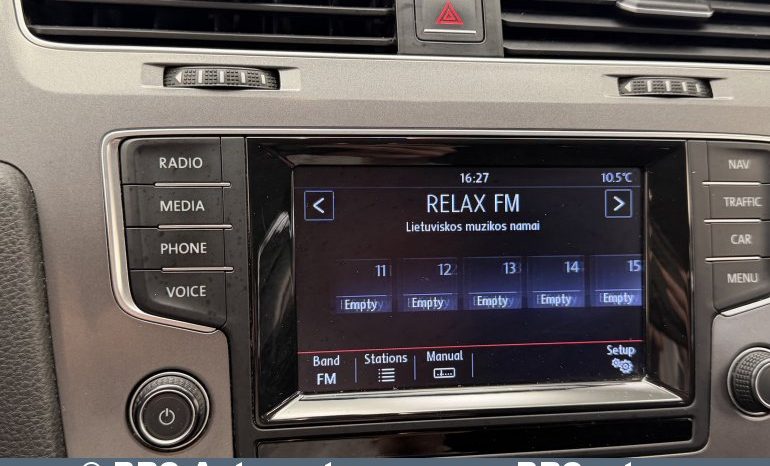 RADIO
MEDIA
PHONE
VOICE
16:27 10.5°C
< RELAX FM >
Lietuviskos muzikos namai
11 12 13 14 15
Empty Empty Empty Empty Empty
Band Stations Manual Setup
FM
NAV
TRAFFIC
CAR
MENU